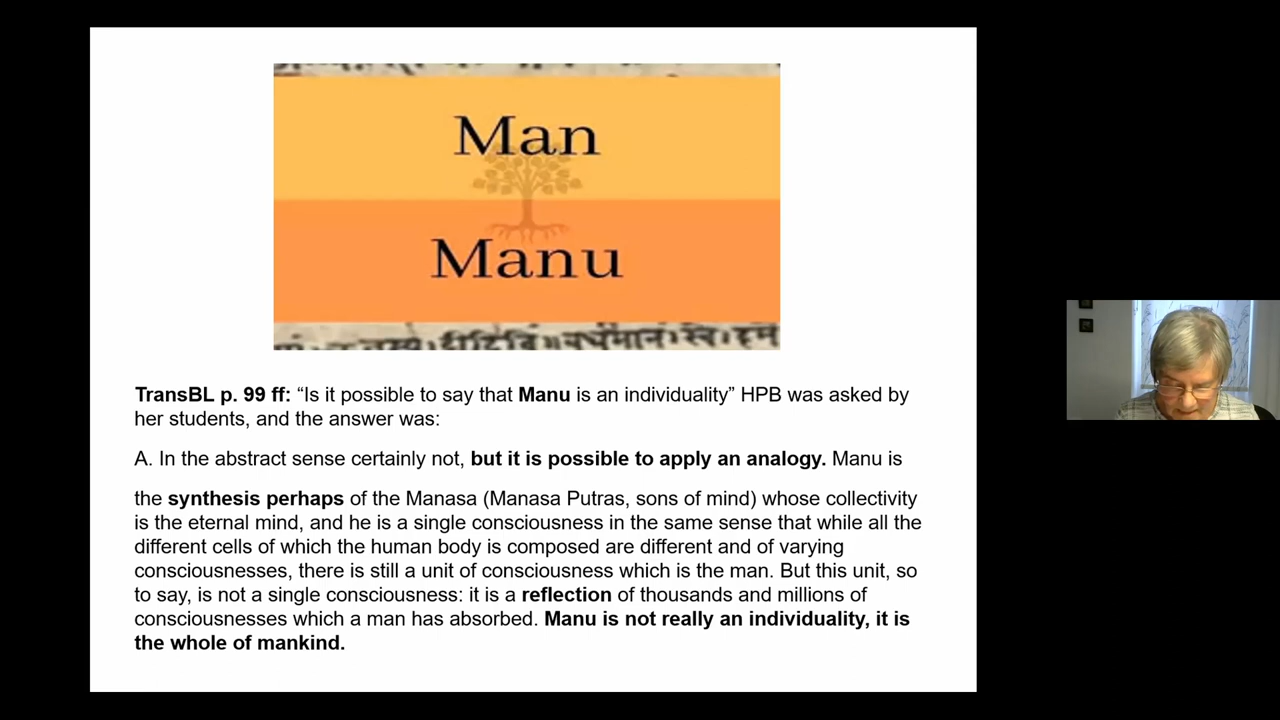 Man
Manu
TransBL p. 99 ff: “Is it possible to say that Manu is an individuality” HPB was asked by
her students, and the answer was:
A. In the abstract sense certainly not, but it is possible to apply an analogy. Manu is
the synthesis perhaps of the Manasa (Manasa Putras, sons of mind) whose collectivity
is the eternal mind, and he is a single consciousness in the same sense that while all the
different cells of which the human body is composed are different and of varying
consciousnesses, there is still a unit of consciousness which is the man. But this unit, so
to say, is not a single consciousness: it is a reflection of thousands and millions of
consciousnesses which a man has absorbed. Manu is not really an individuality, it is
the whole of mankind.